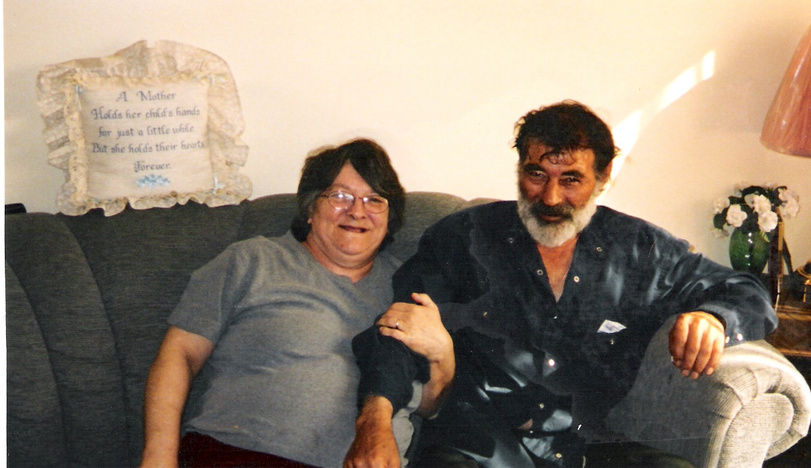 A Mother
Holds her child's hands
for just a little while
But she holds their hearts
Forever.